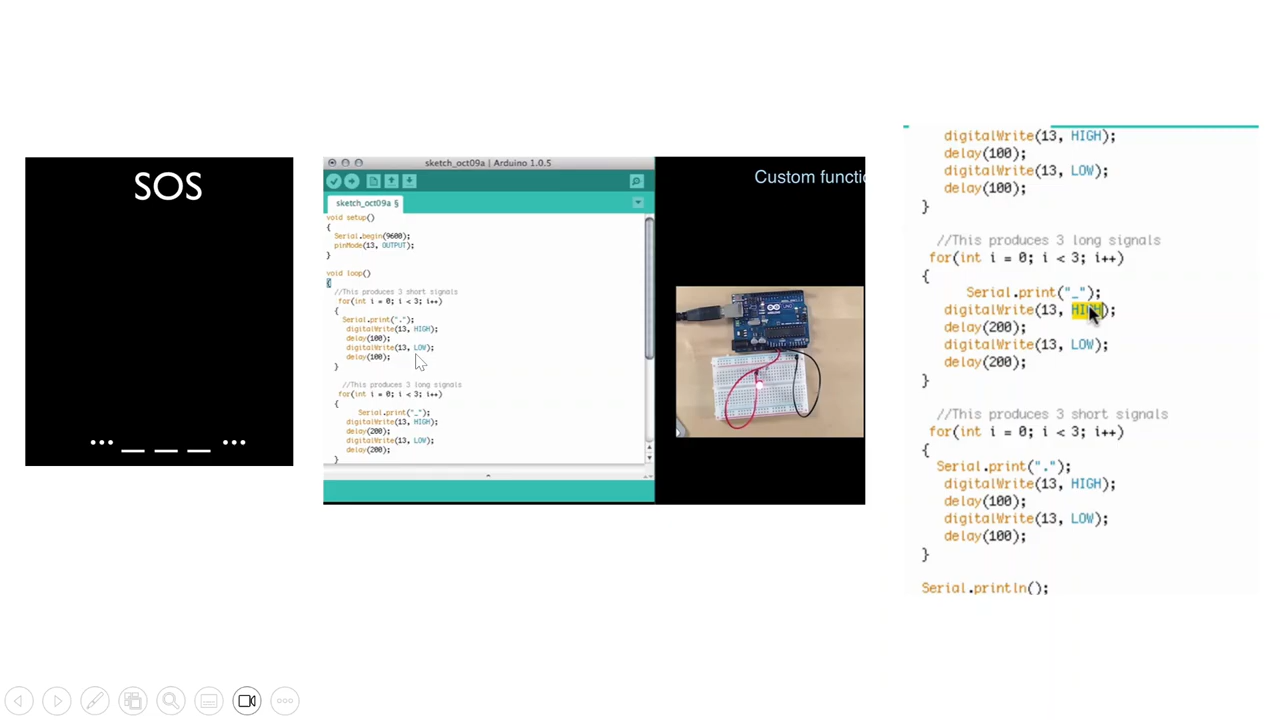 SOS
... _ _ _ ...
sketch_oct09a | Arduino 1.0.5
sketch_oct09a §
void setup()
{
Serial.begin(9600);
pinMode(13, OUTPUT);
}
void loop()
{
//This produces 3 short signals
for(int i = 0; i < 3; i++)
{
Serial.print(".");
digitalWrite(13, HIGH);
delay(100);
digitalWrite(13, LOW);
delay(100);
}
//This produces 3 long signals
for(int i = 0; i < 3; i++)
{
Serial.print("_");
digitalWrite(13, HIGH);
delay(200);
digitalWrite(13, LOW);
delay(200);
}
Custom functio
digitalWrite(13, HIGH);
delay(100);
digitalWrite(13, LOW);
delay(100);
}
//This produces 3 long signals
for(int i = 0; i < 3; i++)
{
Serial.print("_");
digitalWrite(13, HIGH);
delay(200);
digitalWrite(13, LOW);
delay(200);
}
//This produces 3 short signals
for(int i = 0; i < 3; i++)
{
Serial.print(".");
digitalWrite(13, HIGH);
delay(100);
digitalWrite(13, LOW);
delay(100);
}
Serial.println();